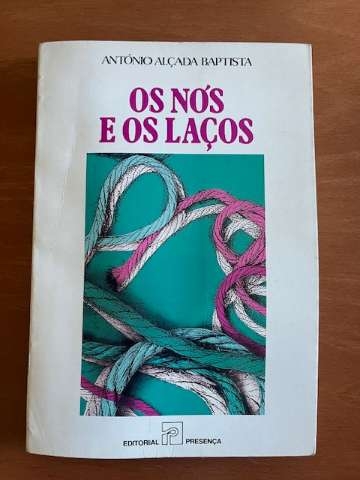 ANTÓNIO ALÇADA BAPTISTA
OS NÓS
E OS LAÇOS
EDITORIAL PRESENÇA